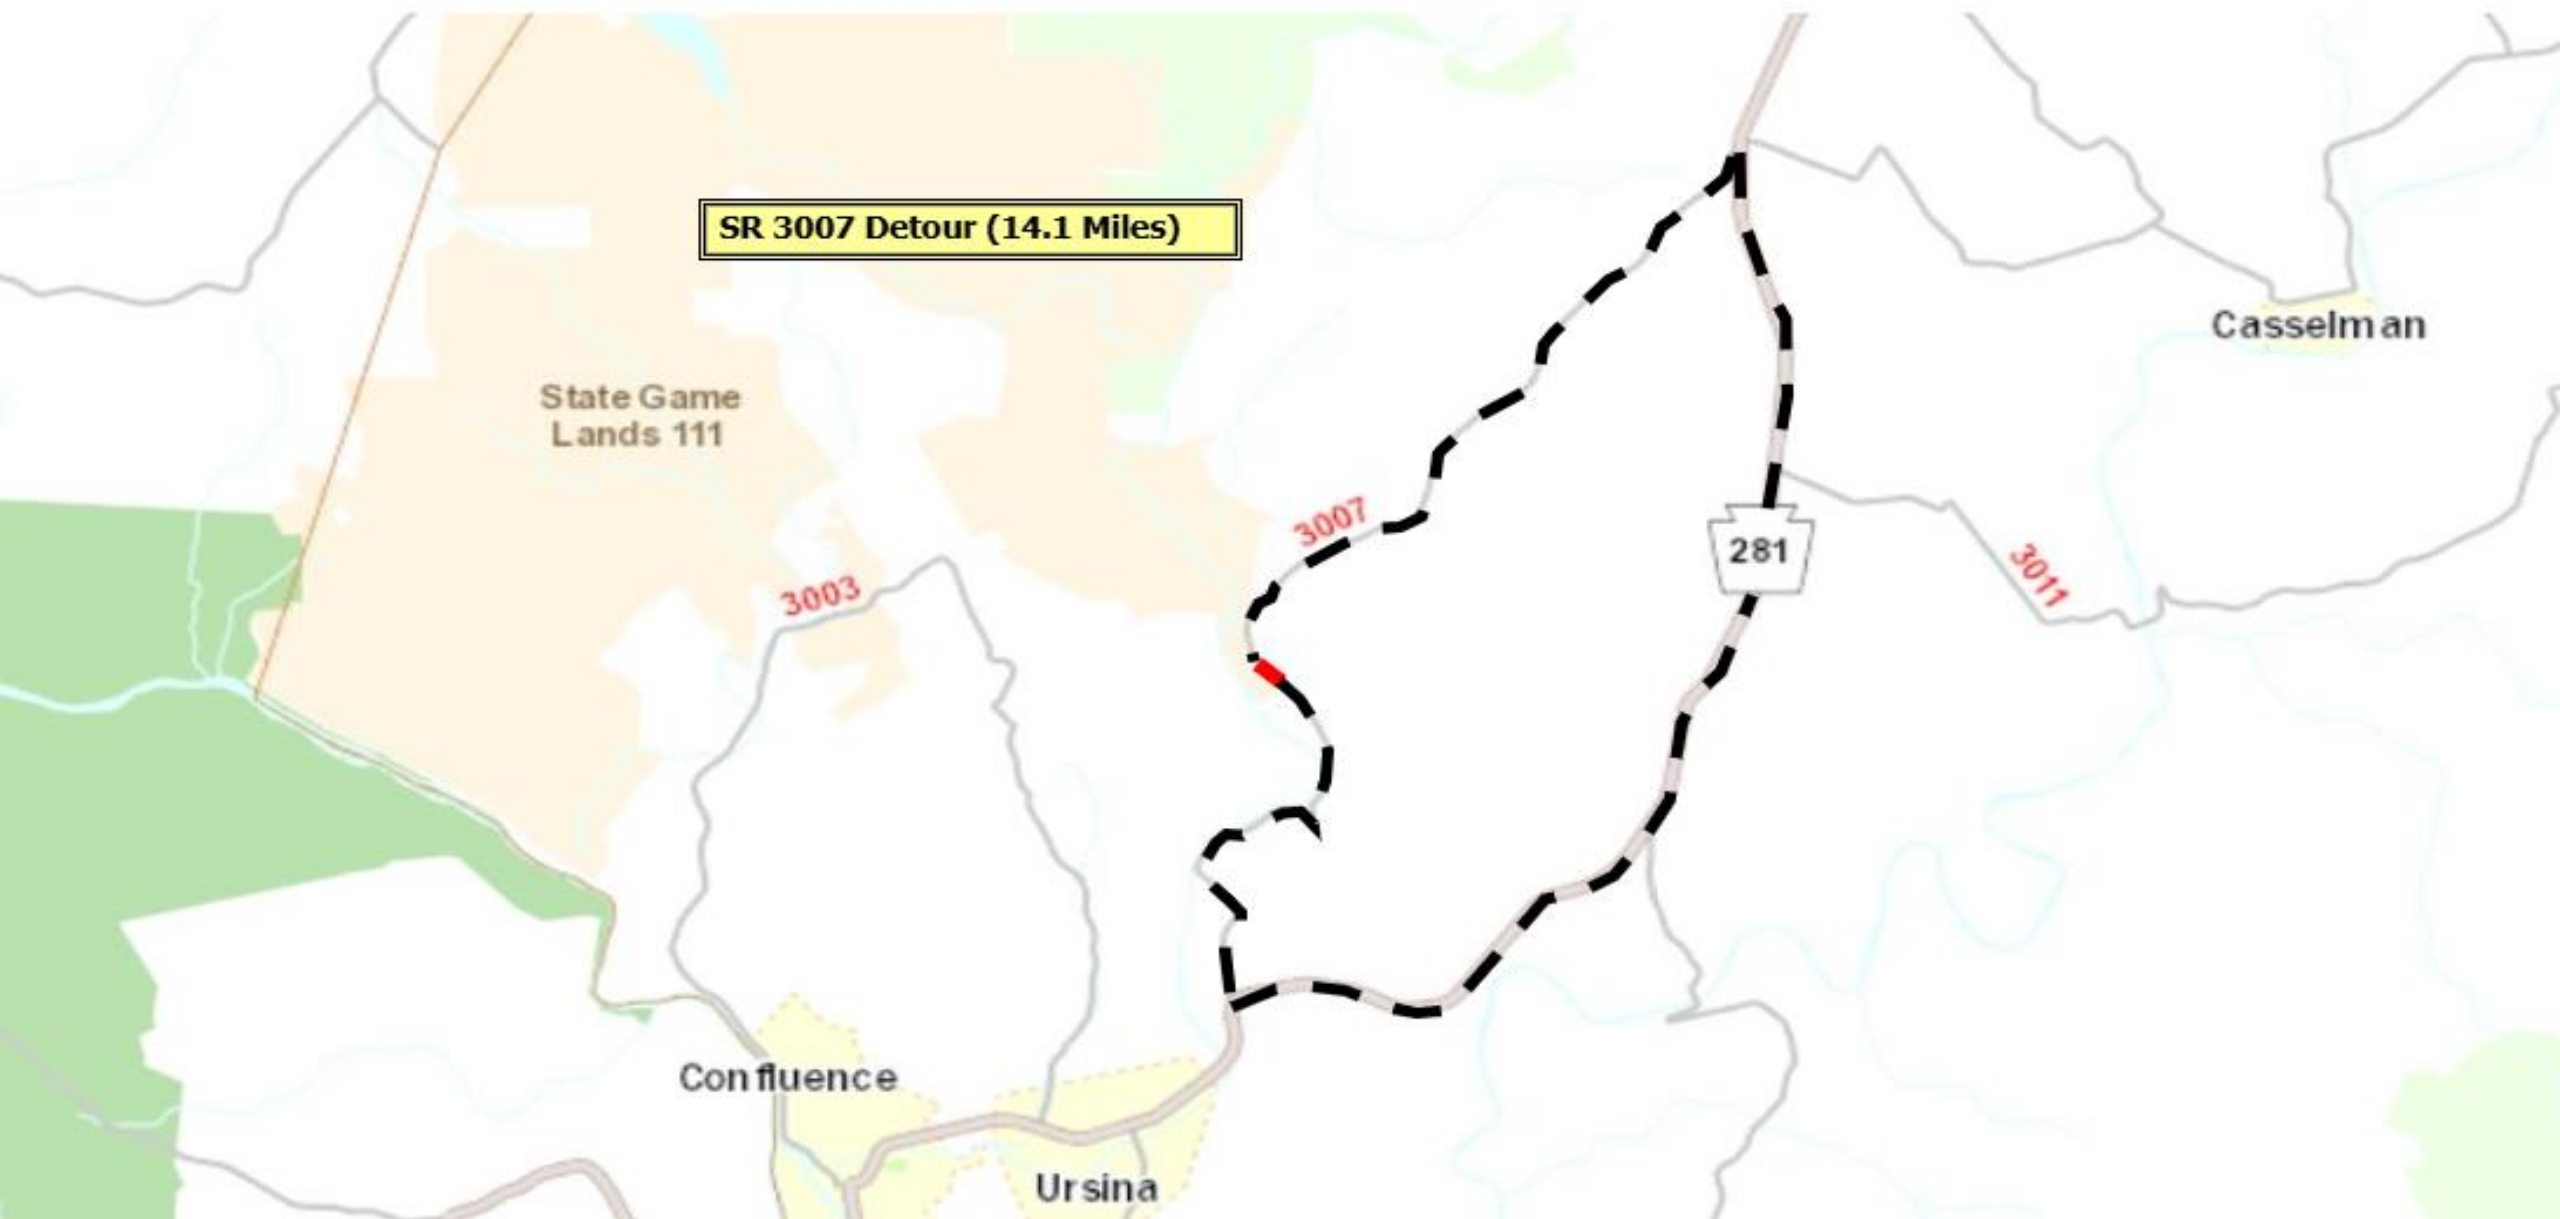 SR 3007 Detour (14.1 Miles)
Casselman
State Game
Lands 111
3007
281
3003
3011
Confluence
Ursina